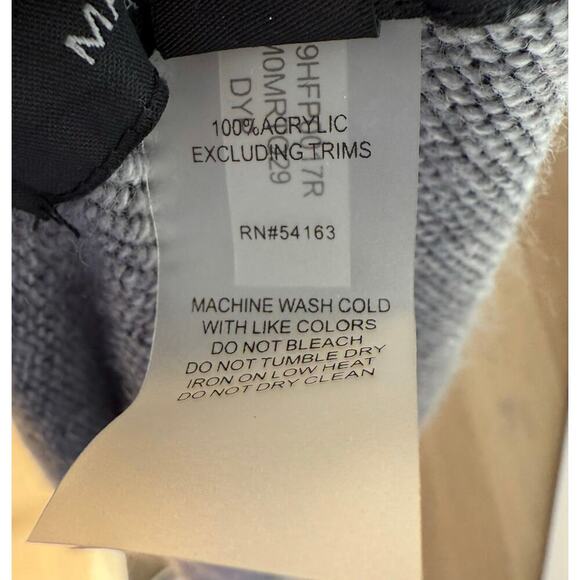 100% ACRYLIC
EXCLUDING TRIMS
RN#54163
MACHINE WASH COLD
WITH LIKE COLORS
DO NOT BLEACH
DO NOT TUMBLE DRY
IRON ON LOW HEAT
DO NOT DRY CLEAN